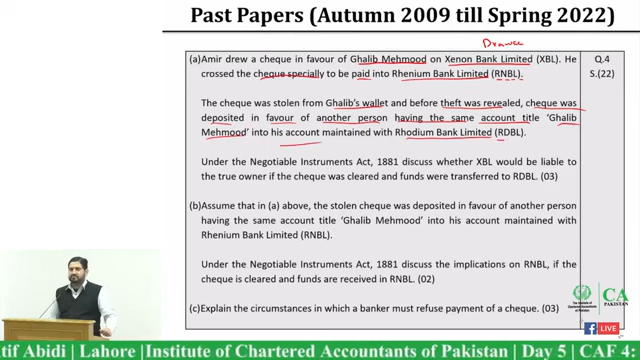 Past Papers (Autumn 2009 till Spring 2022)
Drawee
(a) Amir drew a cheque in favour of Ghalib Mehmood on Xenon Bank Limited (XBL). He
crossed the cheque specially to be paid into Rhenium Bank Limited (RNBL).
Q.4
S.(22)
The cheque was stolen from Ghalib's wallet and before theft was revealed, cheque was
deposited in favour of another person having the same account title 'Ghalib
Mehmood' into his account maintained with Rhodium Bank Limited (RDBL).
Under the Negotiable Instruments Act, 1881 discuss whether XBL would be liable to
the true owner if the cheque was cleared and funds were transferred to RDBL. (03)
(b) Assume that in (a) above, the stolen cheque was deposited in favour of another person
having the same account title 'Ghalib Mehmood' into his account maintained with
Rhenium Bank Limited (RNBL).
Under the Negotiable Instruments Act, 1881 discuss the implications on RNBL, if
the cheque is cleared and funds are received in RNBL. (02)
(c) Explain the circumstances in which a banker must refuse payment of a cheque. (03)
CA
PAKISTAN
LIVE
tif Abidi | Lahore |Institute of Chartered Accountants of Pakistan| Day 5 | CAF 4: